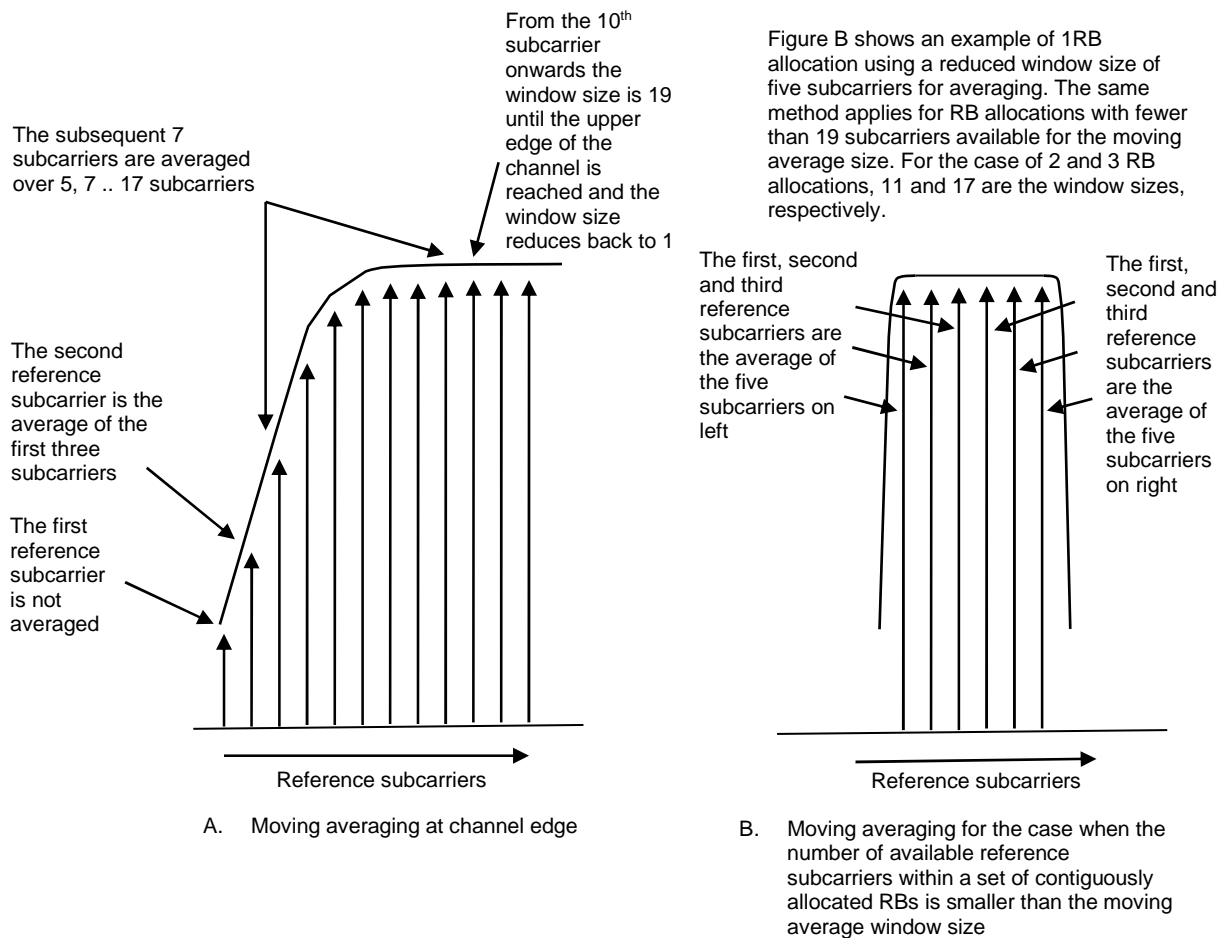 From the 10th
subcarrier
onwards the
window size is 19
until the upper
edge of the
channel is
reached and the
window size
reduces back to 1
The subsequent 7
subcarriers are averaged
over 5, 7 .. 17 subcarriers
The second
reference
subcarrier is the
average of the
first three
subcarriers
The first
reference
subcarrier
is not
averaged
Reference subcarriers
A. Moving averaging at channel edge
Figure B shows an example of 1RB
allocation using a reduced window size of
five subcarriers for averaging. The same
method applies for RB allocations with fewer
than 19 subcarriers available for the moving
average size. For the case of 2 and 3 RB
allocations, 11 and 17 are the window sizes,
respectively.
The first, second
and third
reference
subcarriers are
the average of
the five
subcarriers on
left
The first,
second and
third
reference
subcarriers
are the
average of
the five
subcarriers
on right
Reference subcarriers
B. Moving averaging for the case when the
number of available reference
subcarriers within a set of contiguously
allocated RBs is smaller than the moving
average window size